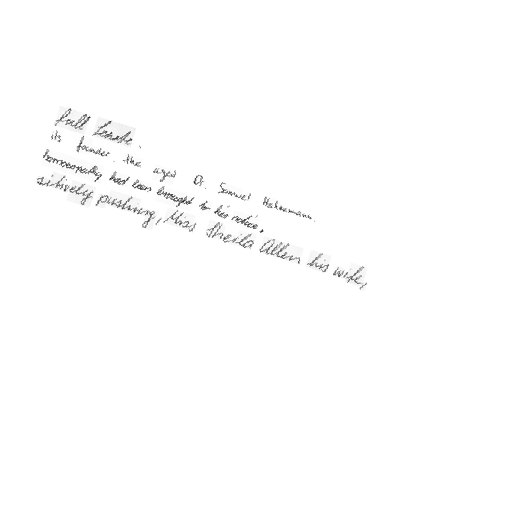 full 
its founder. the aged Dr. Samuel Hahnemann.
homoeopathy had been brought to his notice.
sitively pushing, Miss Sheila Allen his wife,